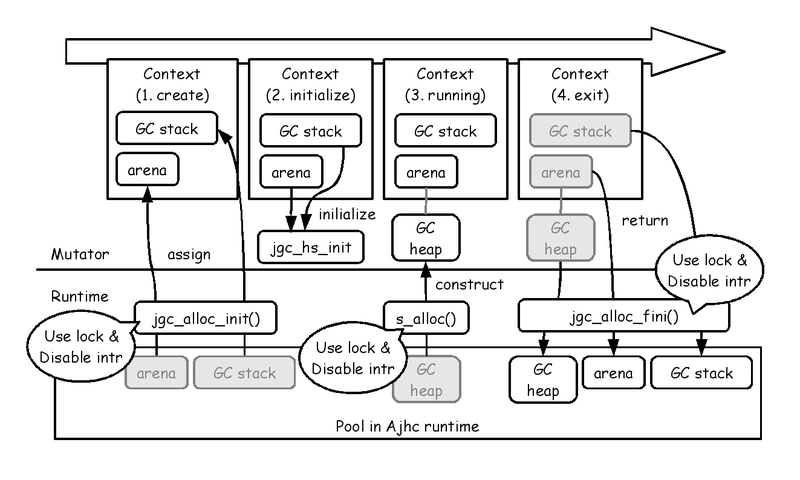 Context
(1. create)
GC stack
arena
Context
(2. initialize)
GC stack
arena
Context
(3. running)
GC stack
arena
Context
(4. exit)
GC stack
arena
inilialize
jgc_hs_init
GC
heap
GC
heap
return
Mutator
assign
construct
Use lock &
Disable intr
Runtime
jgc_alloc_init()
s_alloc()
jgc_alloc_fini()
Use lock &
Disable intr
Use lock &
Disable intr
arena
GC stack
GC
heap
GC
heap
arena
GC stack
Pool in Ajhc runtime